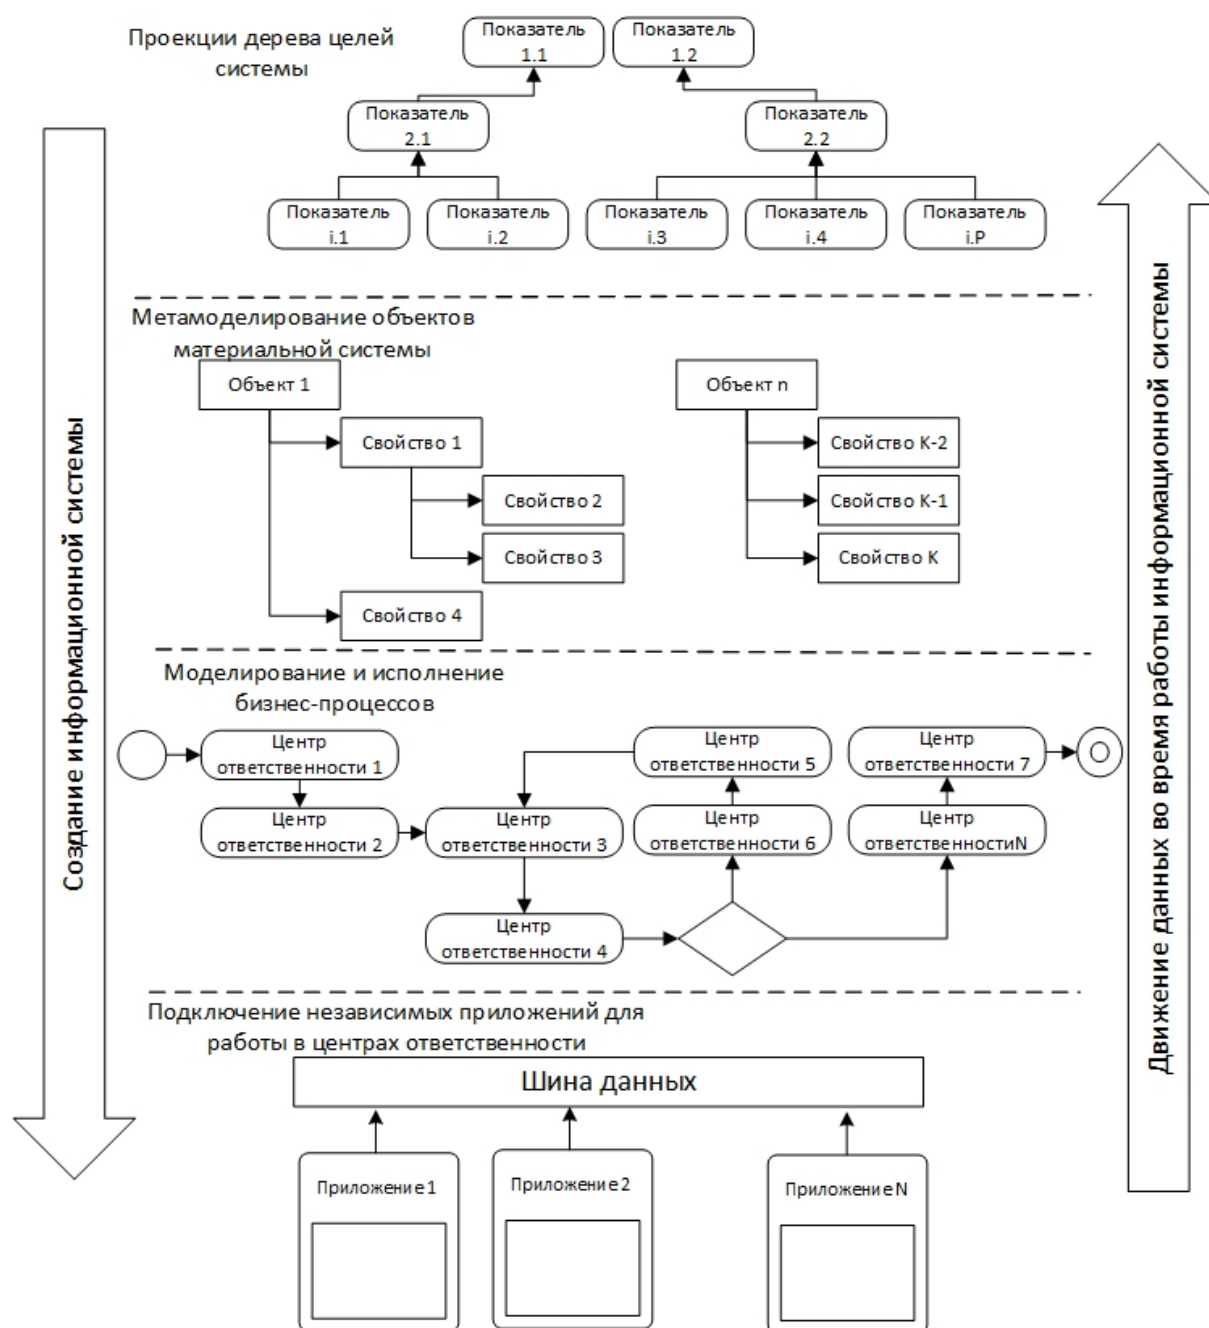 Проекции дерева целей
системы
Показатель
1.1
Показатель
1.2
Показатель
2.1
Показатель
2.2
Показатель
i.1
Показатель
i.2
Показатель
i.3
Показатель
i.4
Показатель
i.P
Создание информационной системы
Движение данных во время работы информационной системы
Метамоделирование объектов
материальной системы
Объект 1
Объект n
Свойство 1
Свойство К-2
Свойство 2
Свойство К-1
Свойство 3
Свойство К
Свойство 4
Моделирование и исполнение
бизнес-процессов
Центр
ответственности 1
Центр
ответственности 5
Центр
ответственности 7
Центр
ответственности 2
Центр
ответственности 3
Центр
ответственности 6
Центр
ответственностиN
Центр
ответственности 4
Подключение независимых приложений для
работы в центрах ответственности
Шина данных
Приложение 1
Приложение 2
Приложение N